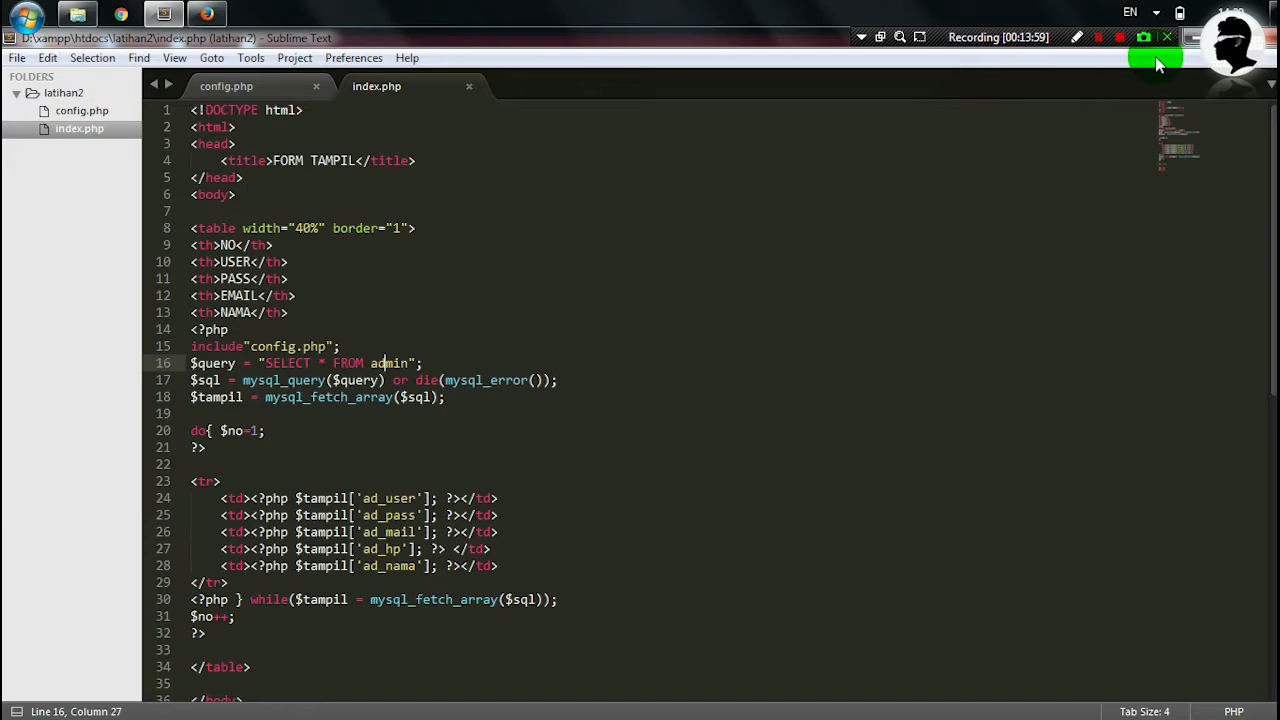 EN
D:\xampp\htdocs\latihan2\index.php (latihan2) - Sublime Text
Recording [00:13:59]
File Edit Selection Find View Goto Tools Project Preferences Help
FOLDERS
latihan2
config.php
index.php
config.php
index.php
1 <!DOCTYPE html>
2 <html>
3 <head>
4 <title>FORM TAMPIL</title>
5 </head>
6 <body>
7
8 <table width="40%" border="1">
9 <th>NO</th>
10 <th>USER</th>
11 <th>PASS</th>
12 <th>EMAIL</th>
13 <th>NAMA</th>
14 <?php
15 include"config.php";
16 $query = "SELECT * FROM admin";
17 $sql = mysql_query($query) or die(mysql_error());
18 $tampil = mysql_fetch_array($sql);
19
20 do{ $no=1;
21 ?>
22
23 <tr>
24 <td><?php $tampil['ad_user']; ?></td>
25 <td><?php $tampil['ad_pass']; ?></td>
26 <td><?php $tampil['ad_mail']; ?></td>
27 <td><?php $tampil['ad_hp']; ?> </td>
28 <td><?php $tampil['ad_nama']; ?></td>
29 </tr>
30 <?php } while($tampil = mysql_fetch_array($sql));
31 $no++;
32 ?>
33
34 </table>
35
36 </body>
Line 16, Column 27
Tab Size: 4
PHP